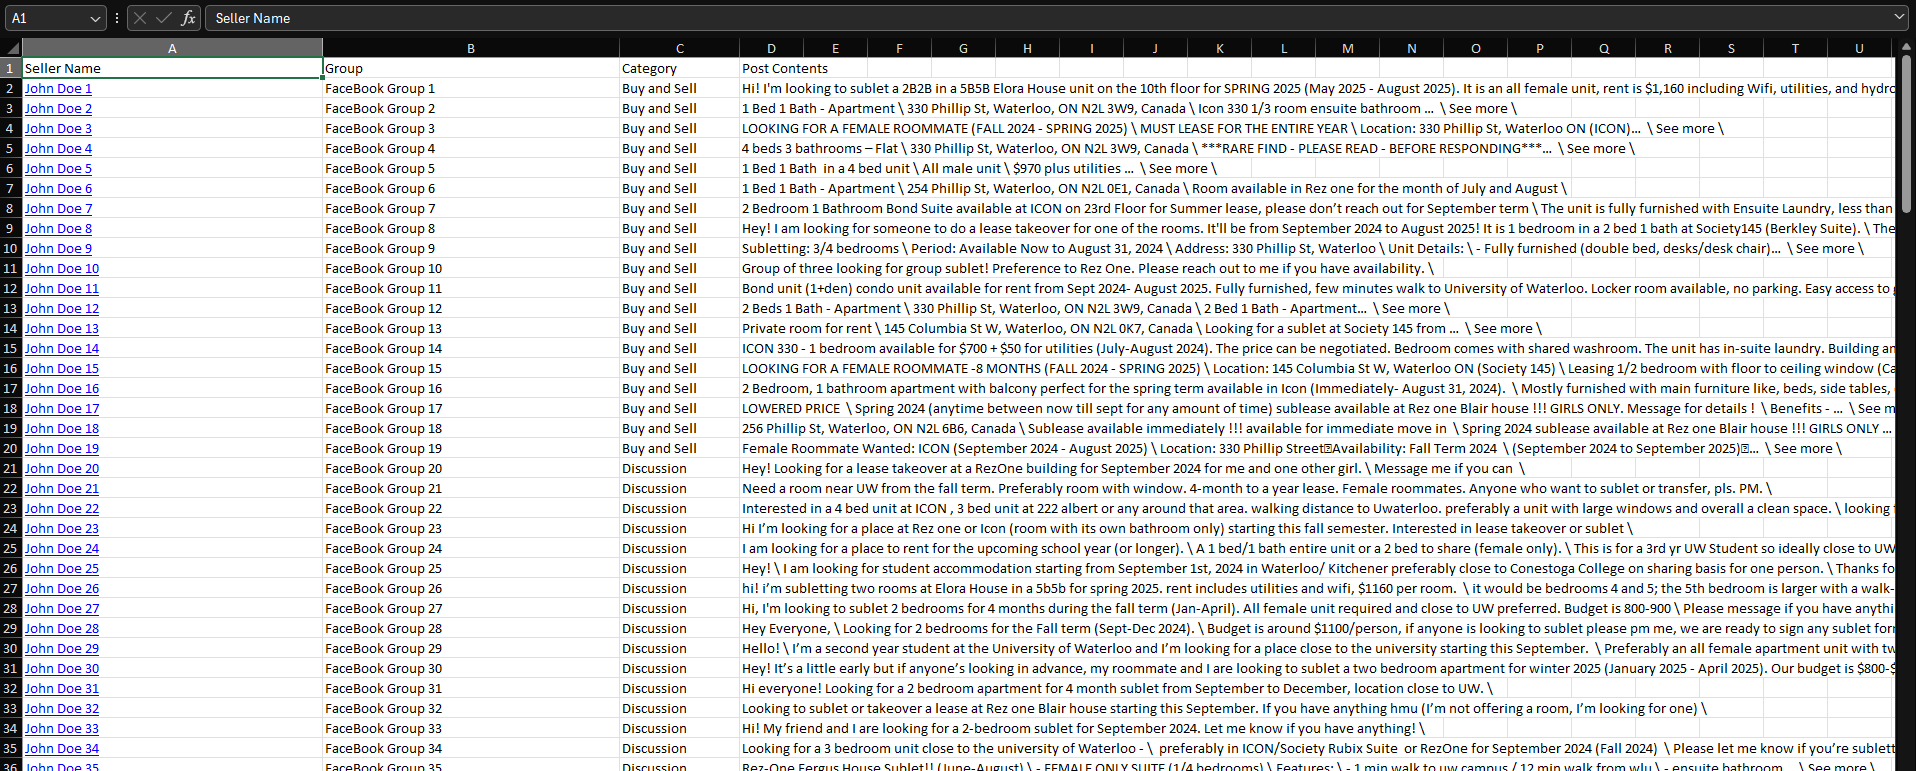 A1 fx Seller Name
A B C D E F G H I J K L M N O P Q R S T U
1 Seller Name Group Category Post Contents
2 John Doe 1 FaceBook Group 1 Buy and Sell Hi! I'm looking to sublet a 2B2B in a 5B5B Elora House unit on the 10th floor for SPRING 2025 (May 2025 - August 2025). It is an all female unit, rent is $1,160 including Wifi, utilities, and hydro
3 John Doe 2 FaceBook Group 2 Buy and Sell 1 Bed 1 Bath - Apartment \ 330 Phillip St, Waterloo, ON N2L 3W9, Canada \ Icon 330 1/3 room ensuite bathroom ... \ See more \
4 John Doe 3 FaceBook Group 3 Buy and Sell LOOKING FOR A FEMALE ROOMMATE (FALL 2024 - SPRING 2025) \ MUST LEASE FOR THE ENTIRE YEAR \ Location: 330 Phillip St, Waterloo ON (ICON)... \ See more \
5 John Doe 4 FaceBook Group 4 Buy and Sell 4 beds 3 bathrooms – Flat \ 330 Phillip St, Waterloo, ON N2L 3W9, Canada \ ***RARE FIND - PLEASE READ - BEFORE RESPONDING***... \ See more \
6 John Doe 5 FaceBook Group 5 Buy and Sell 1 Bed 1 Bath in a 4 bed unit \ All male unit \ $970 plus utilities ... \ See more \
7 John Doe 6 FaceBook Group 6 Buy and Sell 1 Bed 1 Bath - Apartment \ 254 Phillip St, Waterloo, ON N2L 0E1, Canada \ Room available in Rez one for the month of July and August \
8 John Doe 7 FaceBook Group 7 Buy and Sell 2 Bedroom 1 Bathroom Bond Suite available at ICON on 23rd Floor for Summer lease, please don’t reach out for September term \ The unit is fully furnished with Ensuite Laundry, less than
9 John Doe 8 FaceBook Group 8 Buy and Sell Hey! I am looking for someone to do a lease takeover for one of the rooms. It'll be from September 2024 to August 2025! It is 1 bedroom in a 2 bed 1 bath at Society145 (Berkley Suite). \ The
10 John Doe 9 FaceBook Group 9 Buy and Sell Subletting: 3/4 bedrooms \ Period: Available Now to August 31, 2024 \ Address: 330 Phillip St, Waterloo \ Unit Details: \ - Fully furnished (double bed, desks/desk chair)... \ See more \
11 John Doe 10 FaceBook Group 10 Buy and Sell Group of three looking for group sublet! Preference to Rez One. Please reach out to me if you have availability. \
12 John Doe 11 FaceBook Group 11 Buy and Sell Bond unit (1+den) condo unit available for rent from Sept 2024- August 2025. Fully furnished, few minutes walk to University of Waterloo. Locker room available, no parking. Easy access to
13 John Doe 12 FaceBook Group 12 Buy and Sell 2 Beds 1 Bath - Apartment \ 330 Phillip St, Waterloo, ON N2L 3W9, Canada \ 2 Bed 1 Bath - Apartment... \ See more \
14 John Doe 13 FaceBook Group 13 Buy and Sell Private room for rent \ 145 Columbia St W, Waterloo, ON N2L 0K7, Canada \ Looking for a sublet at Society 145 from ... \ See more \
15 John Doe 14 FaceBook Group 14 Buy and Sell ICON 330 - 1 bedroom available for $700 + $50 for utilities (July-August 2024). The price can be negotiated. Bedroom comes with shared washroom. The unit has in-suite laundry. Building an
16 John Doe 15 FaceBook Group 15 Buy and Sell LOOKING FOR A FEMALE ROOMMATE -8 MONTHS (FALL 2024 - SPRING 2025) \ Location: 145 Columbia St W, Waterloo ON (Society 145) \ Leasing 1/2 bedroom with floor to ceiling window (Ca
17 John Doe 16 FaceBook Group 16 Buy and Sell 2 Bedroom, 1 bathroom apartment with balcony perfect for the spring term available in Icon (Immediately- August 31, 2024). \ Mostly furnished with main furniture like, beds, side tables,
18 John Doe 17 FaceBook Group 17 Buy and Sell LOWERED PRICE \ Spring 2024 (anytime between now till sept for any amount of time) sublease available at Rez one Blair house !!! GIRLS ONLY. Message for details ! \ Benefits - ... \ See m
19 John Doe 18 FaceBook Group 18 Buy and Sell 256 Phillip St, Waterloo, ON N2L 6B6, Canada \ Sublease available immediately !!! available for immediate move in \ Spring 2024 sublease available at Rez one Blair house !!! GIRLS ONLY ...
20 John Doe 19 FaceBook Group 19 Buy and Sell Female Roommate Wanted: ICON (September 2024 - August 2025) \ Location: 330 Phillip Street Availability: Fall Term 2024 \ (September 2024 to September 2025) ... \ See more \
21 John Doe 20 FaceBook Group 20 Discussion Hey! Looking for a lease takeover at a RezOne building for September 2024 for me and one other girl. \ Message me if you can \
22 John Doe 21 FaceBook Group 21 Discussion Need a room near UW from the fall term. Preferably room with window. 4-month to a year lease. Female roommates. Anyone who want to sublet or transfer, pls. PM. \
23 John Doe 22 FaceBook Group 22 Discussion Interested in a 4 bed unit at ICON , 3 bed unit at 222 albert or any around that area. walking distance to Uwaterloo. preferably a unit with large windows and overall a clean space. \ looking
24 John Doe 23 FaceBook Group 23 Discussion Hi I’m looking for a place at Rez one or Icon (room with its own bathroom only) starting this fall semester. Interested in lease takeover or sublet \
25 John Doe 24 FaceBook Group 24 Discussion I am looking for a place to rent for the upcoming school year (or longer). \ A 1 bed/1 bath entire unit or a 2 bed to share (female only). \ This is for a 3rd yr UW Student so ideally close to UW
26 John Doe 25 FaceBook Group 25 Discussion Hey! \ I am looking for student accommodation starting from September 1st, 2024 in Waterloo/ Kitchener preferably close to Conestoga College on sharing basis for one person. \ Thanks fo
27 John Doe 26 FaceBook Group 26 Discussion hi! i’m subletting two rooms at Elora House in a 5b5b for spring 2025. rent includes utilities and wifi, $1160 per room. \ it would be bedrooms 4 and 5; the 5th bedroom is larger with a walk-
28 John Doe 27 FaceBook Group 27 Discussion Hi, I'm looking to sublet 2 bedrooms for 4 months during the fall term (Jan-April). All female unit required and close to UW preferred. Budget is 800-900 \ Please message if you have anythi
29 John Doe 28 FaceBook Group 28 Discussion Hey Everyone, \ Looking for 2 bedrooms for the Fall term (Sept-Dec 2024). \ Budget is around $1100/person, if anyone is looking to sublet please pm me, we are ready to sign any sublet for
30 John Doe 29 FaceBook Group 29 Discussion Hello! \ I’m a second year student at the University of Waterloo and I’m looking for a place close to the university starting this September. \ Preferably an all female apartment unit with tw
31 John Doe 30 FaceBook Group 30 Discussion Hey! It’s a little early but if anyone’s looking in advance, my roommate and I are looking to sublet a two bedroom apartment for winter 2025 (January 2025 - April 2025). Our budget is $800-$
32 John Doe 31 FaceBook Group 31 Discussion Hi everyone! Looking for a 2 bedroom apartment for 4 month sublet from September to December, location close to UW. \
33 John Doe 32 FaceBook Group 32 Discussion Looking to sublet or takeover a lease at Rez one Blair house starting this September. If you have anything hmu (I’m not offering a room, I’m looking for one) \
34 John Doe 33 FaceBook Group 33 Discussion Hi! My friend and I are looking for a 2-bedroom sublet for September 2024. Let me know if you have anything! \
35 John Doe 34 FaceBook Group 34 Discussion Looking for a 3 bedroom unit close to the university of Waterloo - \ preferably in ICON/Society Rubix Suite or RezOne for September 2024 (Fall 2024) \ Please let me know if you’re sublett
36 John Doe 35 FaceBook Group 35 Discussion Rez-One Fergus House Sublet!! (June-August) \ - FEMALE ONLY SUITE (1/4 bedrooms) \ Features: \ - 1 min walk to uw campus / 12 min walk from wlu \ - ensuite bathroom ... \ See more \